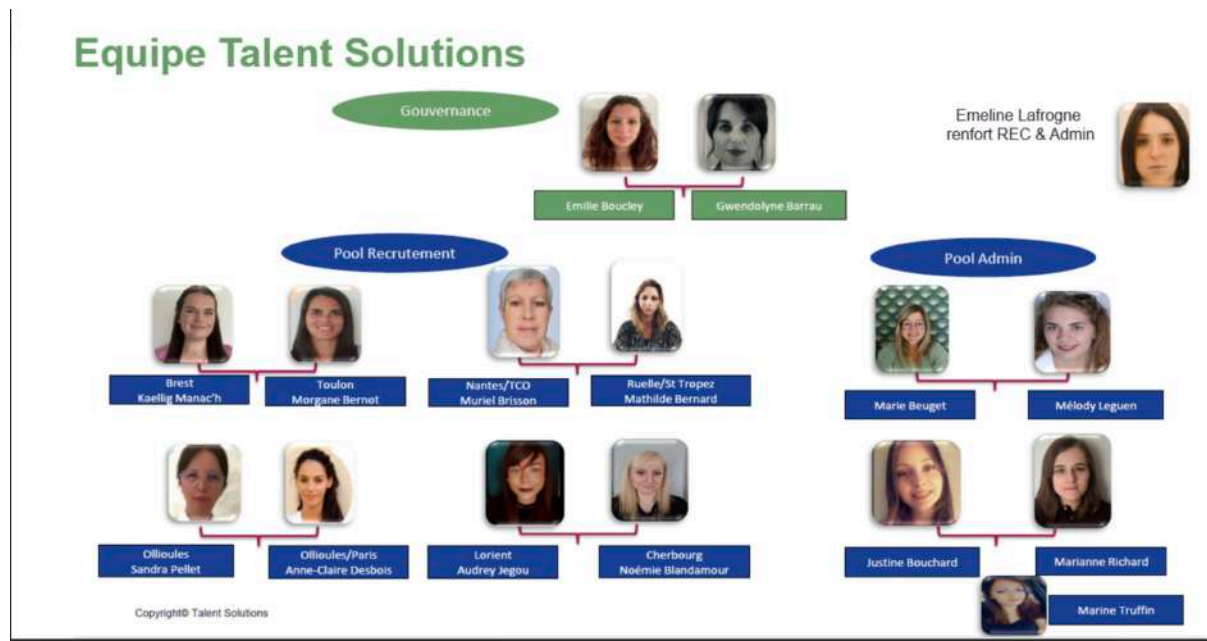 Equipe Talent Solutions
Gouvernance
Emeline Lafrogne
renfort REC & Admin
Emilie Boucley
Gwendolyne Barrau
Pool Recrutement
Pool Admin
Brest
Kaellig Manac'h
Toulon
Morgane Bernot
Nantes/TCO
Muriel Brisson
Ruelle/St Tropez
Mathilde Bernard
Marie Beuget
Mélody Leguen
Ollioules
Sandra Pellet
Ollioules/Paris
Anne-Claire Desbois
Lorient
Audrey Jegou
Cherbourg
Noémie Blandamour
Justine Bouchard
Marianne Richard
Marine Truffin
Copyright© Talent Solutions